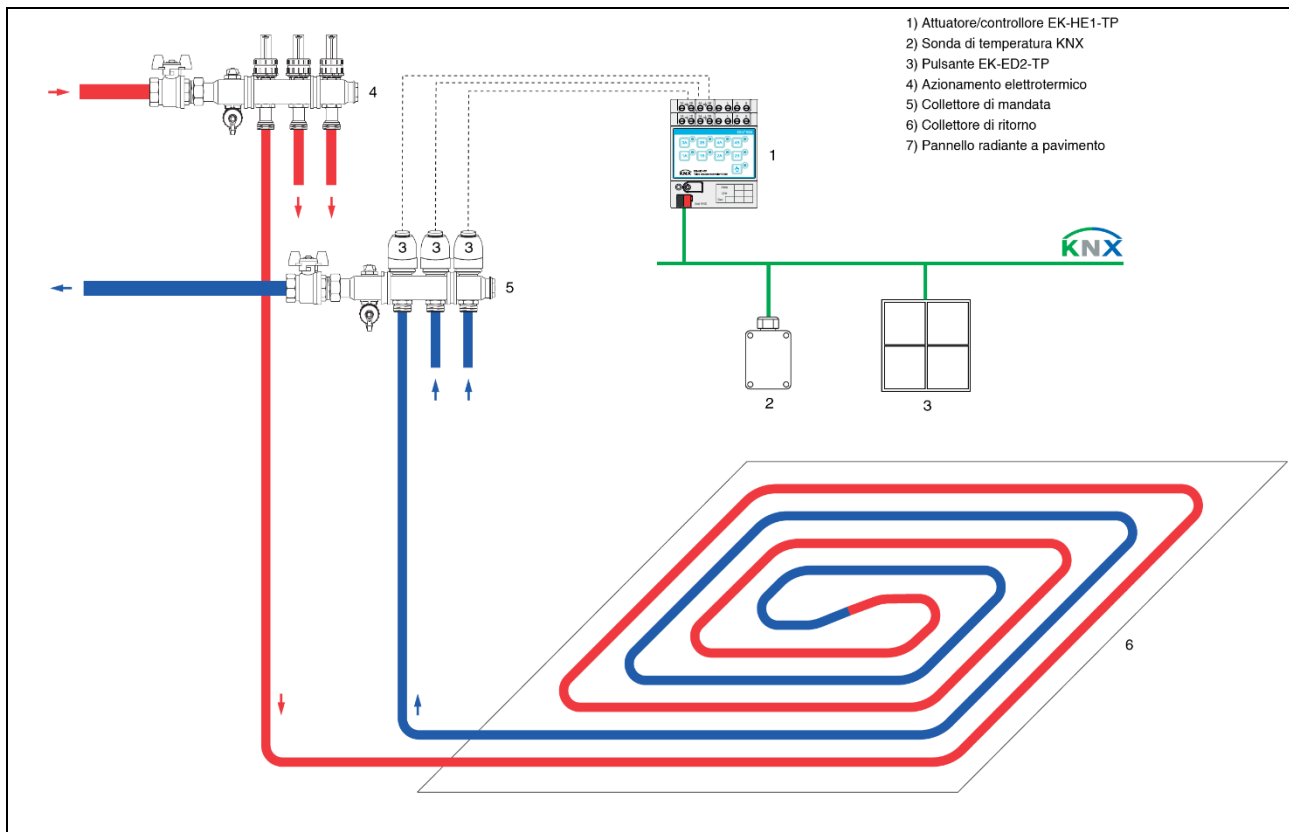 1) Attuatore/controllore EK-HE1-TP
2) Sonda di temperatura KNX
3) Pulsante EK-ED2-TP
4) Azionamento elettrotermico
5) Collettore di mandata
6) Collettore di ritorno
7) Pannello radiante a pavimento
4
1
KNX
3 3 3
KNX
5
2
3
6